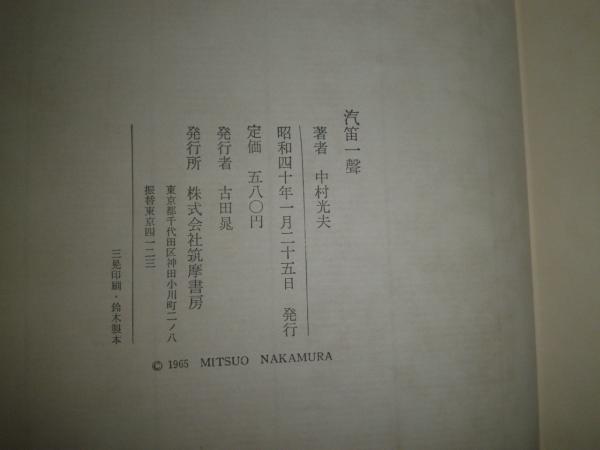 汽笛一聲
著者 中村光夫
昭和四十年一月二十五日 発行
定価 五八〇円
発行者 古田晁
発行所 株式会社筑摩書房
東京都千代田区神田小川町二ノ八
振替東京四一二三
三晃印刷・鈴木製本
© 1965 MITSUO NAKAMURA